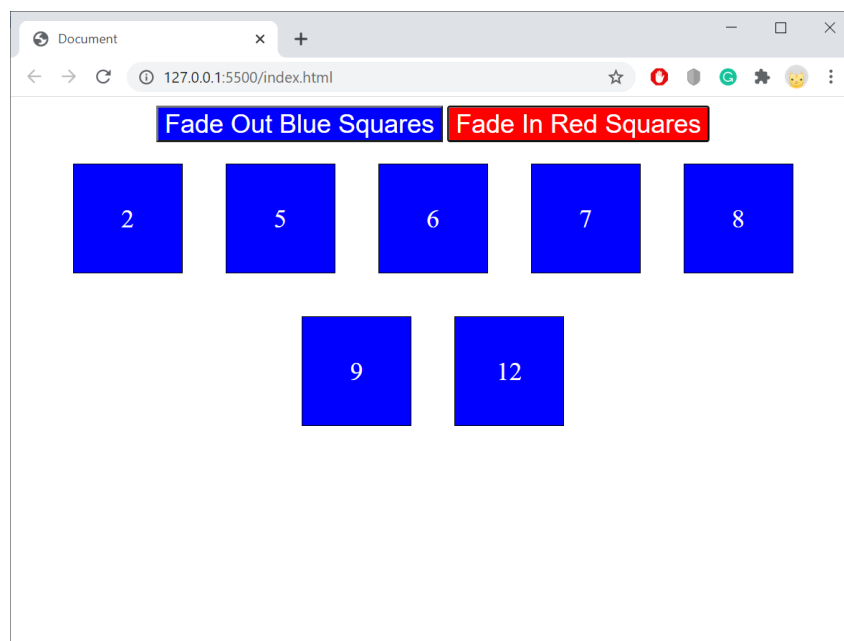 Document
127.0.0.1:5500/index.html
Fade Out Blue Squares Fade In Red Squares
2 5 6 7 8
9 12